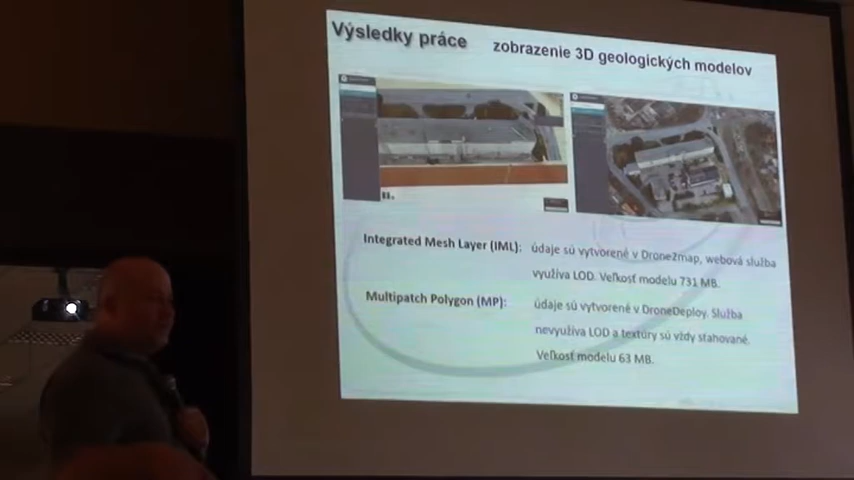 Výsledky práce zobrazenie 3D geologických modelov
Integrated Mesh Layer (IML): údaje sú vytvorené v Drone2map, webová služba
využíva LOD. Veľkosť modelu 731 MB.
Multipatch Polygon (MP): údaje sú vytvorené v DroneDeploy. Služba
nevyužíva LOD a textúry sú vždy sťahované.
Veľkosť modelu 63 MB.